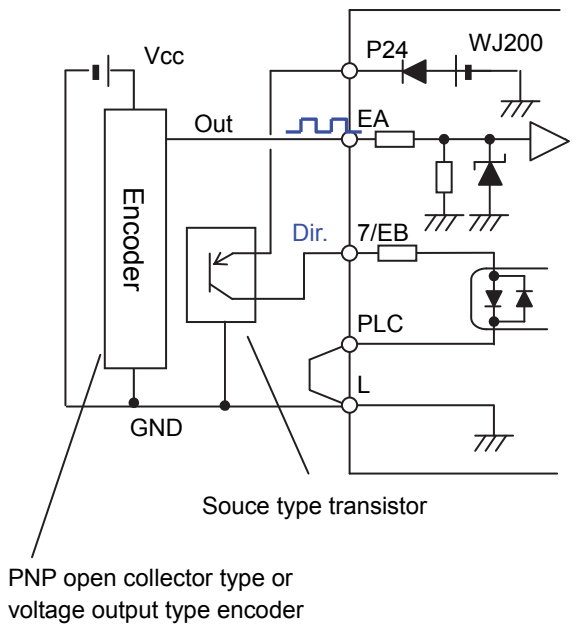 P24
WJ200
Vcc
Out
EA
Encoder
Dir.
7/EB
PLC
L
GND
Souce type transistor
PNP open collector type or
voltage output type encoder